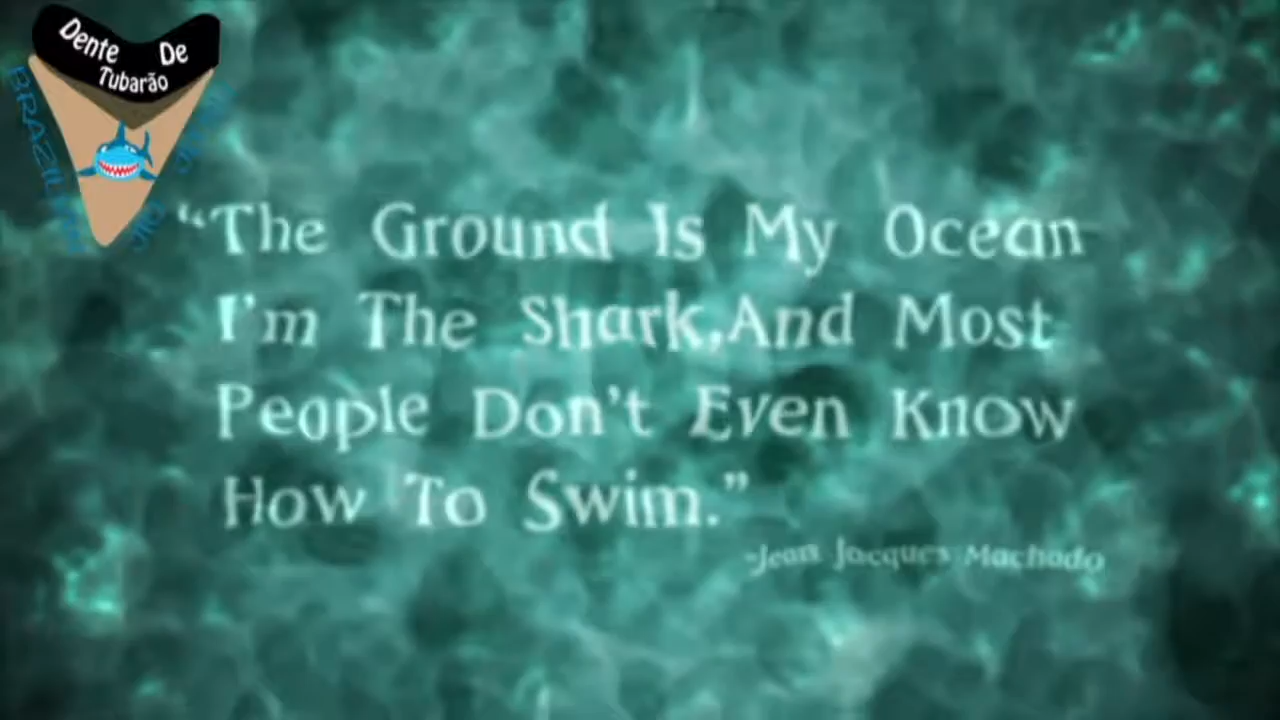 Dente De
Tubarão
BRAZILIAN
"The Ground Is My Ocean
I'm The Shark,And Most
People Don't Even Know
How To Swim."
-Jean Jacques Machado